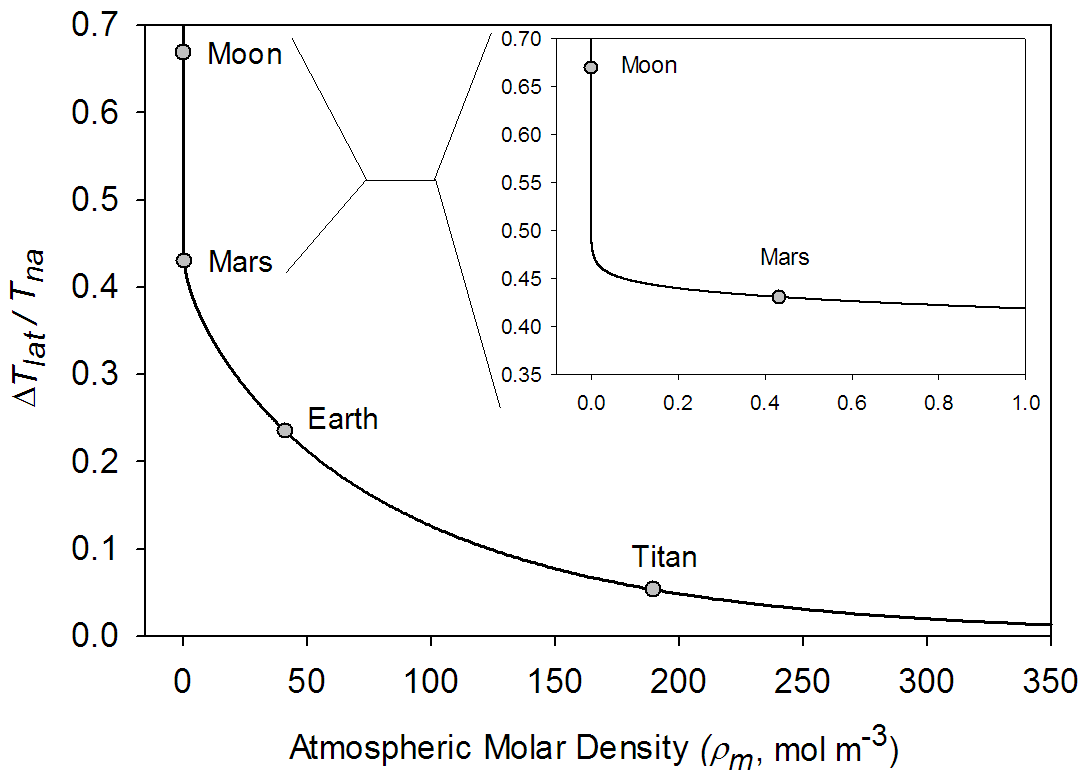 ΔT_lat / T_na
0.7
0.6
0.5
0.4
0.3
0.2
0.1
0.0
Moon
Mars
Earth
Titan
0 50 100 150 200 250 300 350
Atmospheric Molar Density (ρ_m, mol m^-3)
0.70
0.65
0.60
0.55
0.50
0.45
0.40
0.35
Moon
Mars
0.0 0.2 0.4 0.6 0.8 1.0